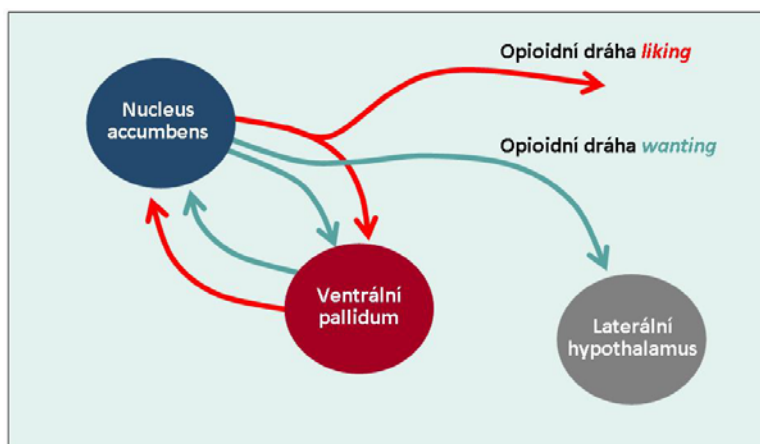 Opioidní dráha liking
Nucleus
accumbens
Opioidní dráha wanting
Ventrální
pallidum
Laterální
hypothalamus